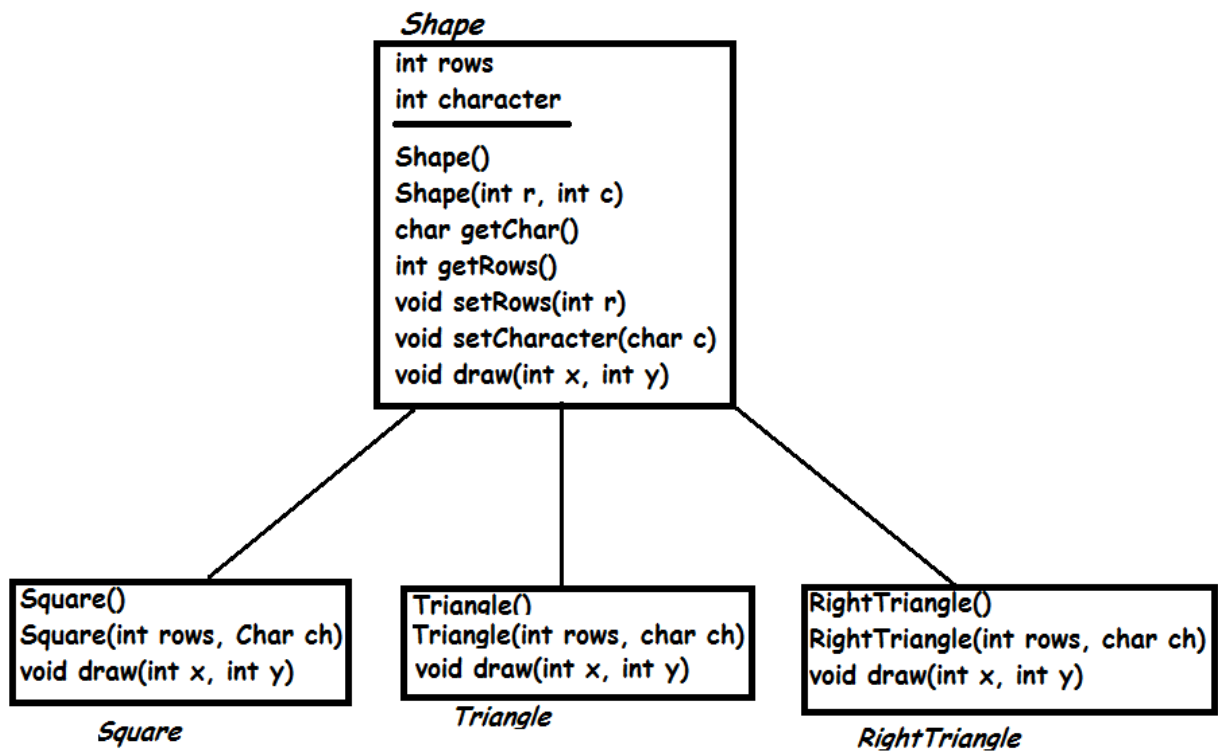 Shape
int rows
int character
Shape()
Shape(int r, int c)
char getChar()
int getRows()
void setRows(int r)
void setCharacter(char c)
void draw(int x, int y)
Square()
Square(int rows, Char ch)
void draw(int x, int y)
Square
Triangle()
Triangle(int rows, char ch)
void draw(int x, int y)
Triangle
RightTriangle()
RightTriangle(int rows, char ch)
void draw(int x, int y)
RightTriangle